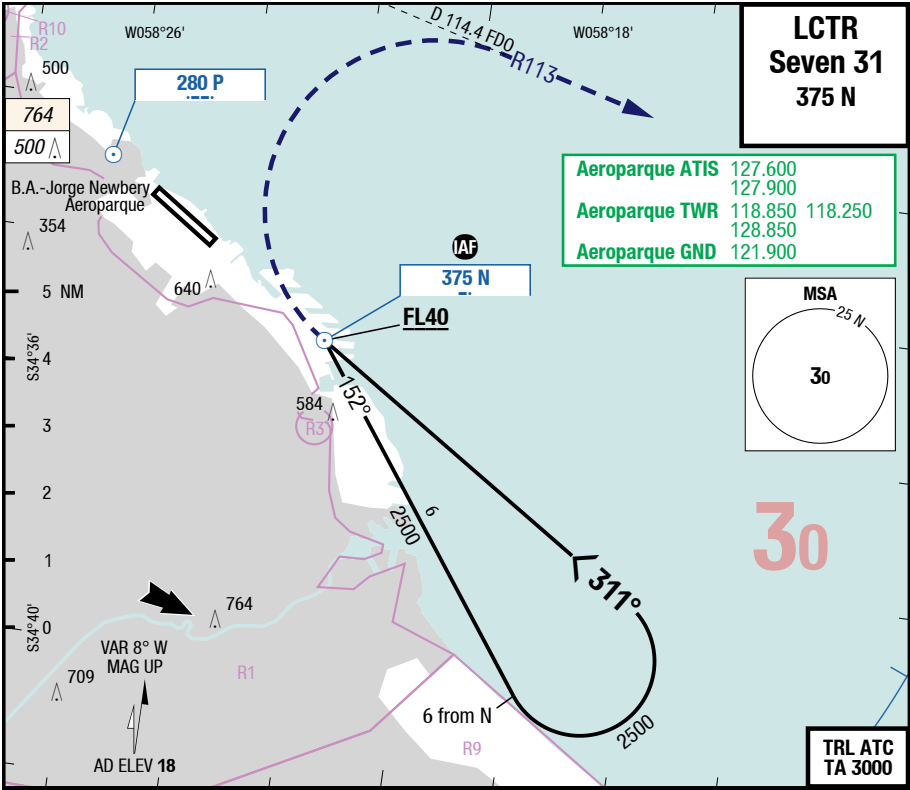 R10
R2
W058°26'
D 114.4 FDO
R113
W058°18'
LCTR
Seven 31
375 N
500
280 P
764
500
Aeroparque ATIS 127.600
127.900
Aeroparque TWR 118.850 118.250
128.850
Aeroparque GND 121.900
B.A.-Jorge Newbery
Aeroparque
354
IAF
375 N
640
5 NM
FL40
MSA
25 N
30
S34°36'
4
152°
584
3
R3
2
6
2500
30
1
311°
764
S34°40'
0
VAR 8° W
MAG UP
709
R1
6 from N
2500
R9
AD ELEV 18
TRL ATC
TA 3000